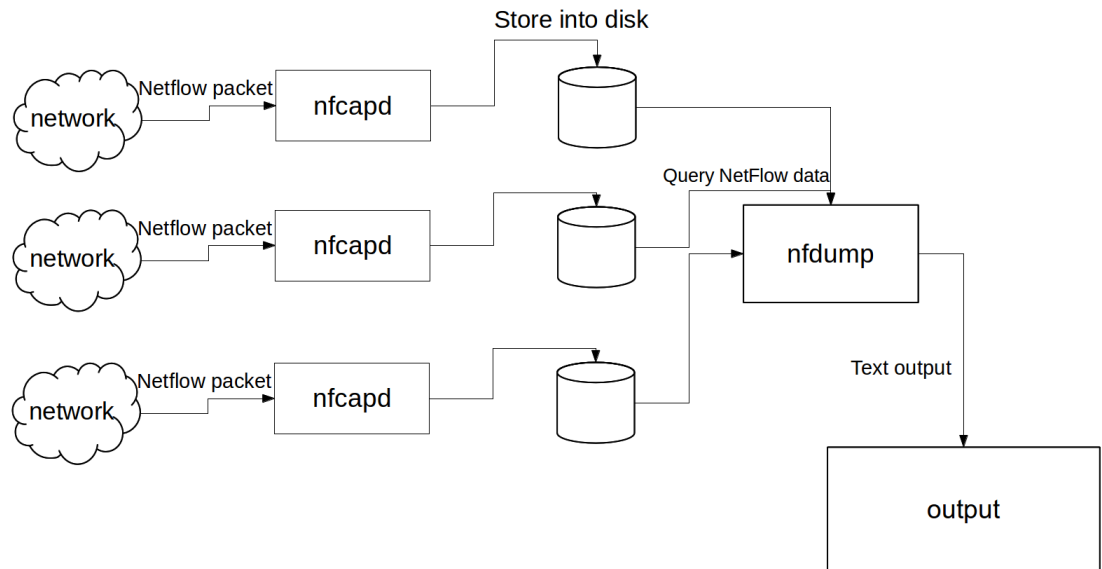 Store into disk
Netflow packet
network
nfcapd
Query NetFlow data
Netflow packet
network
nfcapd
nfdump
Netflow packet
network
nfcapd
Text output
output